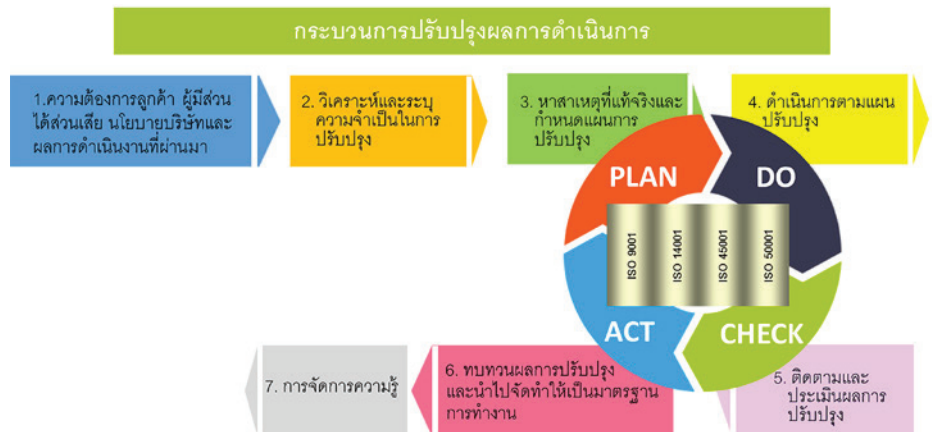 กระบวนการปรับปรุงผลการดำเนินการ
1.ความต้องการลูกค้า ผู้มีส่วน
ได้ส่วนเสีย นโยบายบริษัทและ
ผลการดำเนินงานที่ผ่านมา
2. วิเคราะห์และระบุ
ความจำเป็นในการ
ปรับปรุง
3. หาสาเหตุที่แท้จริงและ
กำหนดแผนการ
ปรับปรุง
4. ดำเนินการตามแผน
ปรับปรุง
PLAN
DO
ISO 9001
ISO 14001
ISO 45001
ISO 50001
ACT
CHECK
5. ติดตามและ
ประเมินผลการ
ปรับปรุง
6. ทบทวนผลการปรับปรุง
และนำไปจัดทำให้เป็นมาตรฐาน
การทำงาน
7. การจัดการความรู้